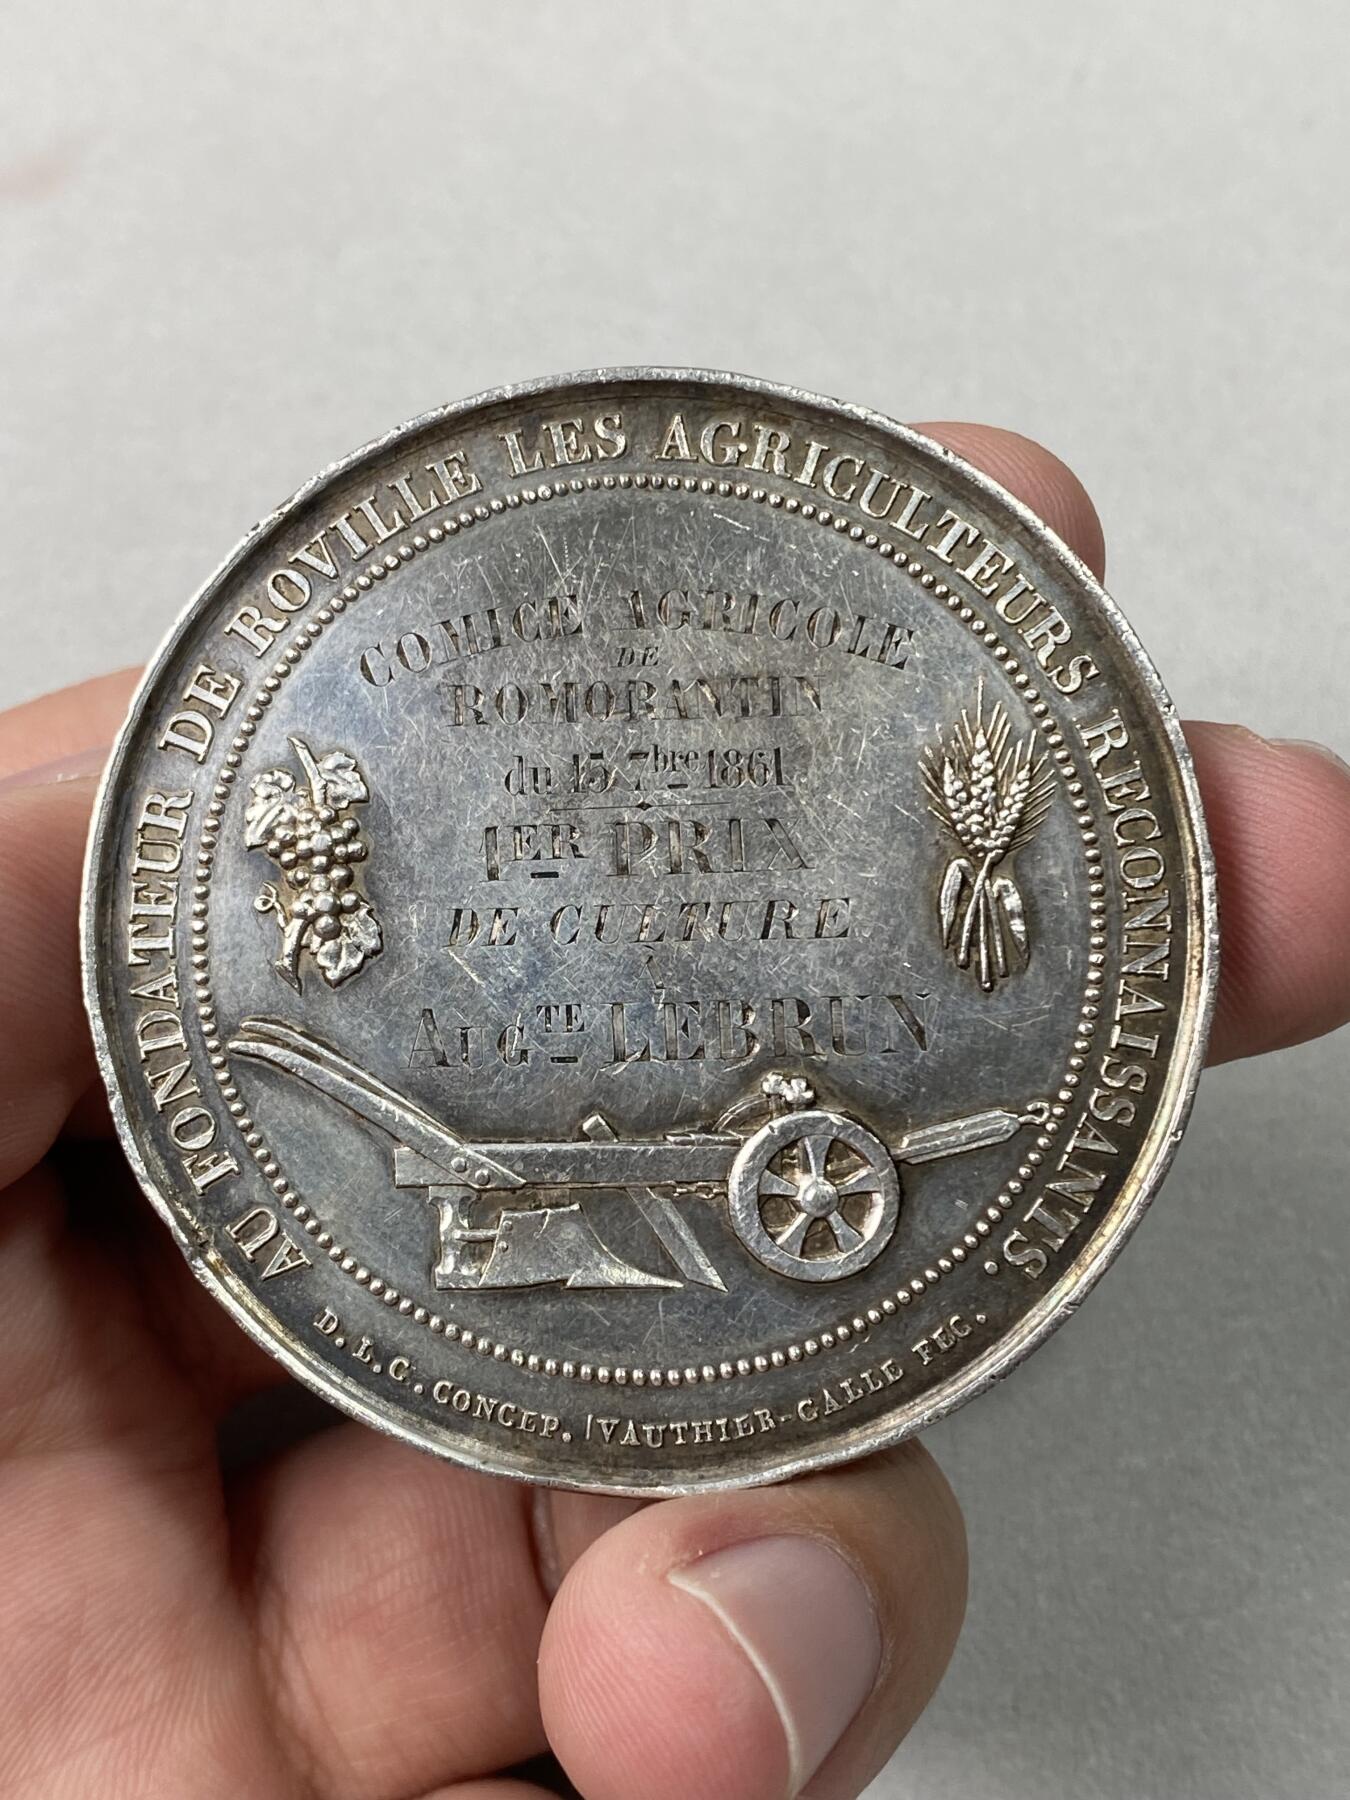 AU FONDATEUR DE ROVILLE LES AGRICULTEURS RECONNAISSANTS.
COMICE AGRICOLE
DE
ROMORANTIN
du 15 7bre 1861
1ER PRIX
DE CULTURE
À
AUGTE LEBRUN
D. L. C. CONCEP. VAUTHIER-GALLE FEC.